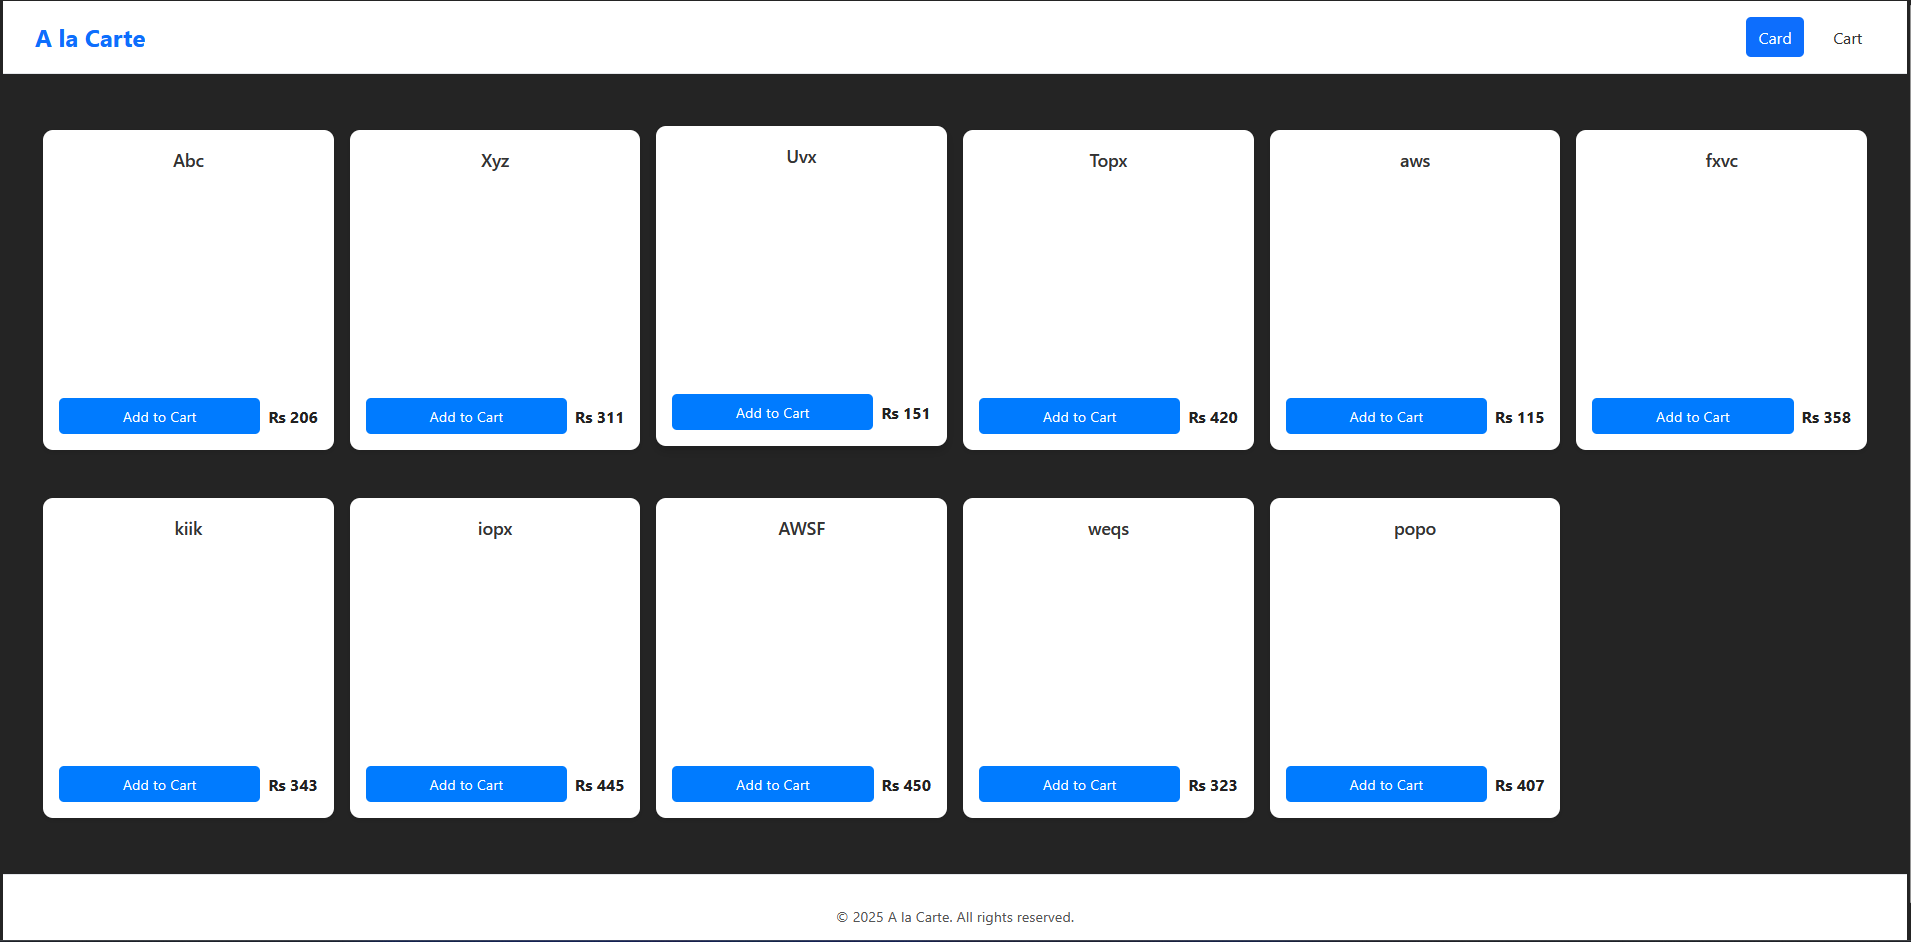 A la Carte
Card Cart
Abc
Add to Cart Rs 206
Xyz
Add to Cart Rs 311
Uvx
Add to Cart Rs 151
Topx
Add to Cart Rs 420
aws
Add to Cart Rs 115
fxvc
Add to Cart Rs 358
kiik
Add to Cart Rs 343
iopx
Add to Cart Rs 445
AWSF
Add to Cart Rs 450
weqs
Add to Cart Rs 323
popo
Add to Cart Rs 407
© 2025 A la Carte. All rights reserved.